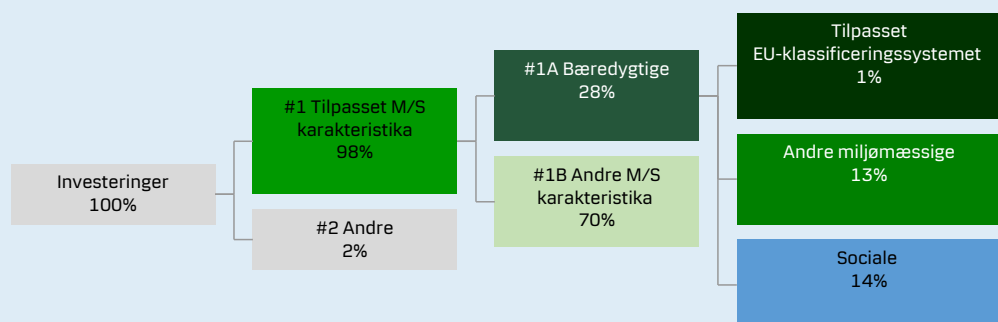 Investeringer
100%
#1 Tilpasset M/S
karakteristika
98%
#2 Andre
2%
#1A Bæredygtige
28%
#1B Andre M/S
karakteristika
70%
Tilpasset
EU-klassificeringssystemet
1%
Andre miljømæssige
13%
Sociale
14%